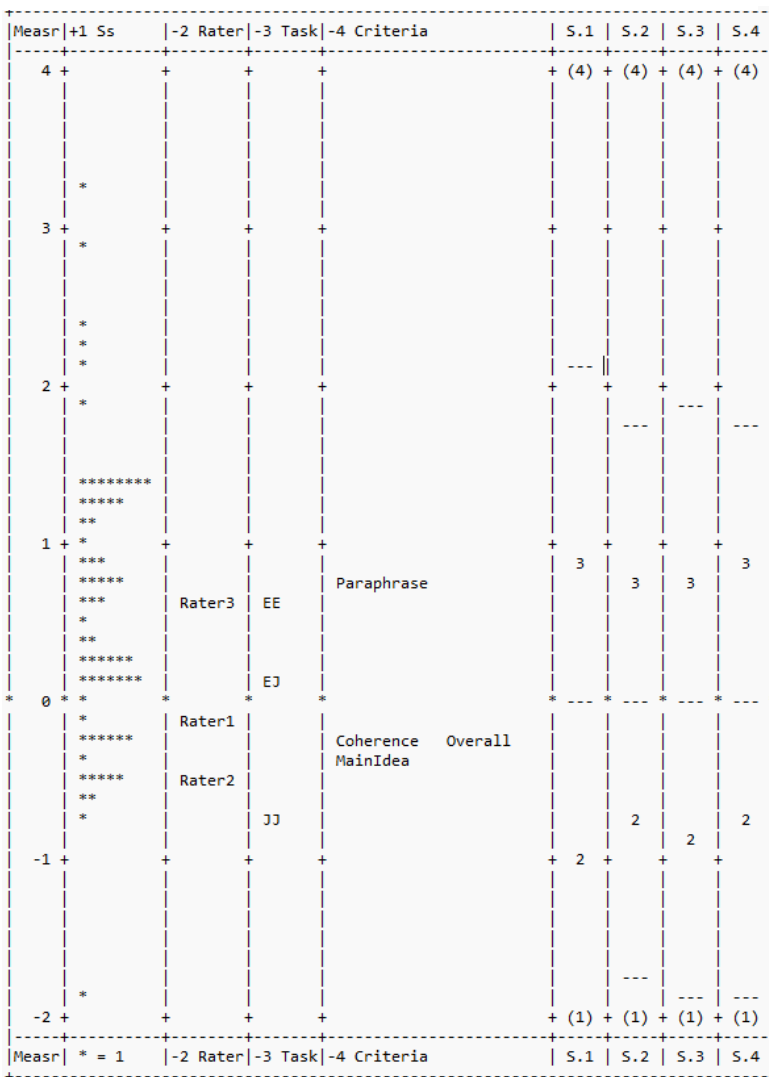 |Measr|+1 Ss |-2 Rater|-3 Task|-4 Criteria | S.1 | S.2 | S.3 | S.4
4 + + + + + (4) + (4) + (4) + (4)
*
3 + + + + + + + +
*
*
*
* ---
2 + + + + + + + +
* ---
--- ---
********
*****
**
1 + * + + + + + + +
*** 3 3
***** Paraphrase 3 3
*** Rater3 EE
*
**
******
******* EJ
* 0 * * * * * * --- * --- * --- * ---
* Rater1
****** Coherence Overall
* MainIdea
***** Rater2
**
* JJ 2 2
2
-1 + + + + + 2 + + +
---
* --- ---
-2 + + + + + (1) + (1) + (1) + (1)
|Measr| * = 1 |-2 Rater|-3 Task|-4 Criteria | S.1 | S.2 | S.3 | S.4